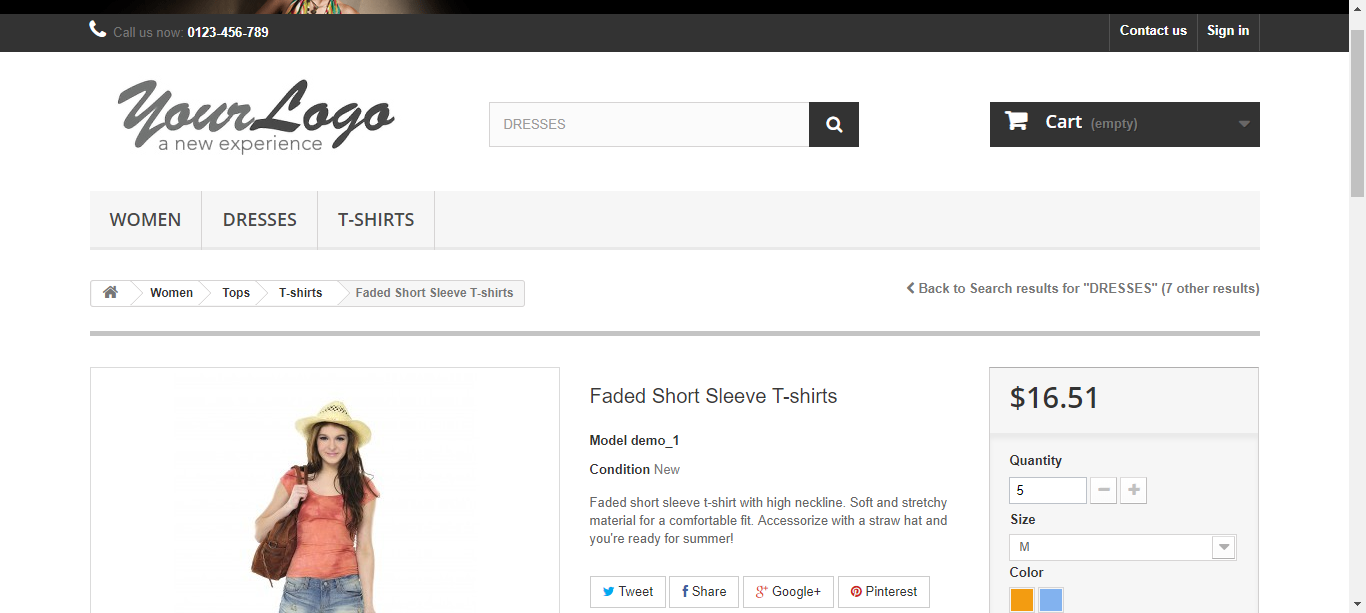 Call us now: 0123-456-789
Contact us
Sign in
YourLogo
a new experience
DRESSES
Cart (empty)
WOMEN
DRESSES
T-SHIRTS
Women
Tops
T-shirts
Faded Short Sleeve T-shirts
Back to Search results for "DRESSES" (7 other results)
Faded Short Sleeve T-shirts
Model demo_1
Condition New
Faded short sleeve t-shirt with high neckline. Soft and stretchy
material for a comfortable fit. Accessorize with a straw hat and
you're ready for summer!
Tweet
Share
Google+
Pinterest
$16.51
Quantity
5
Size
M
Color